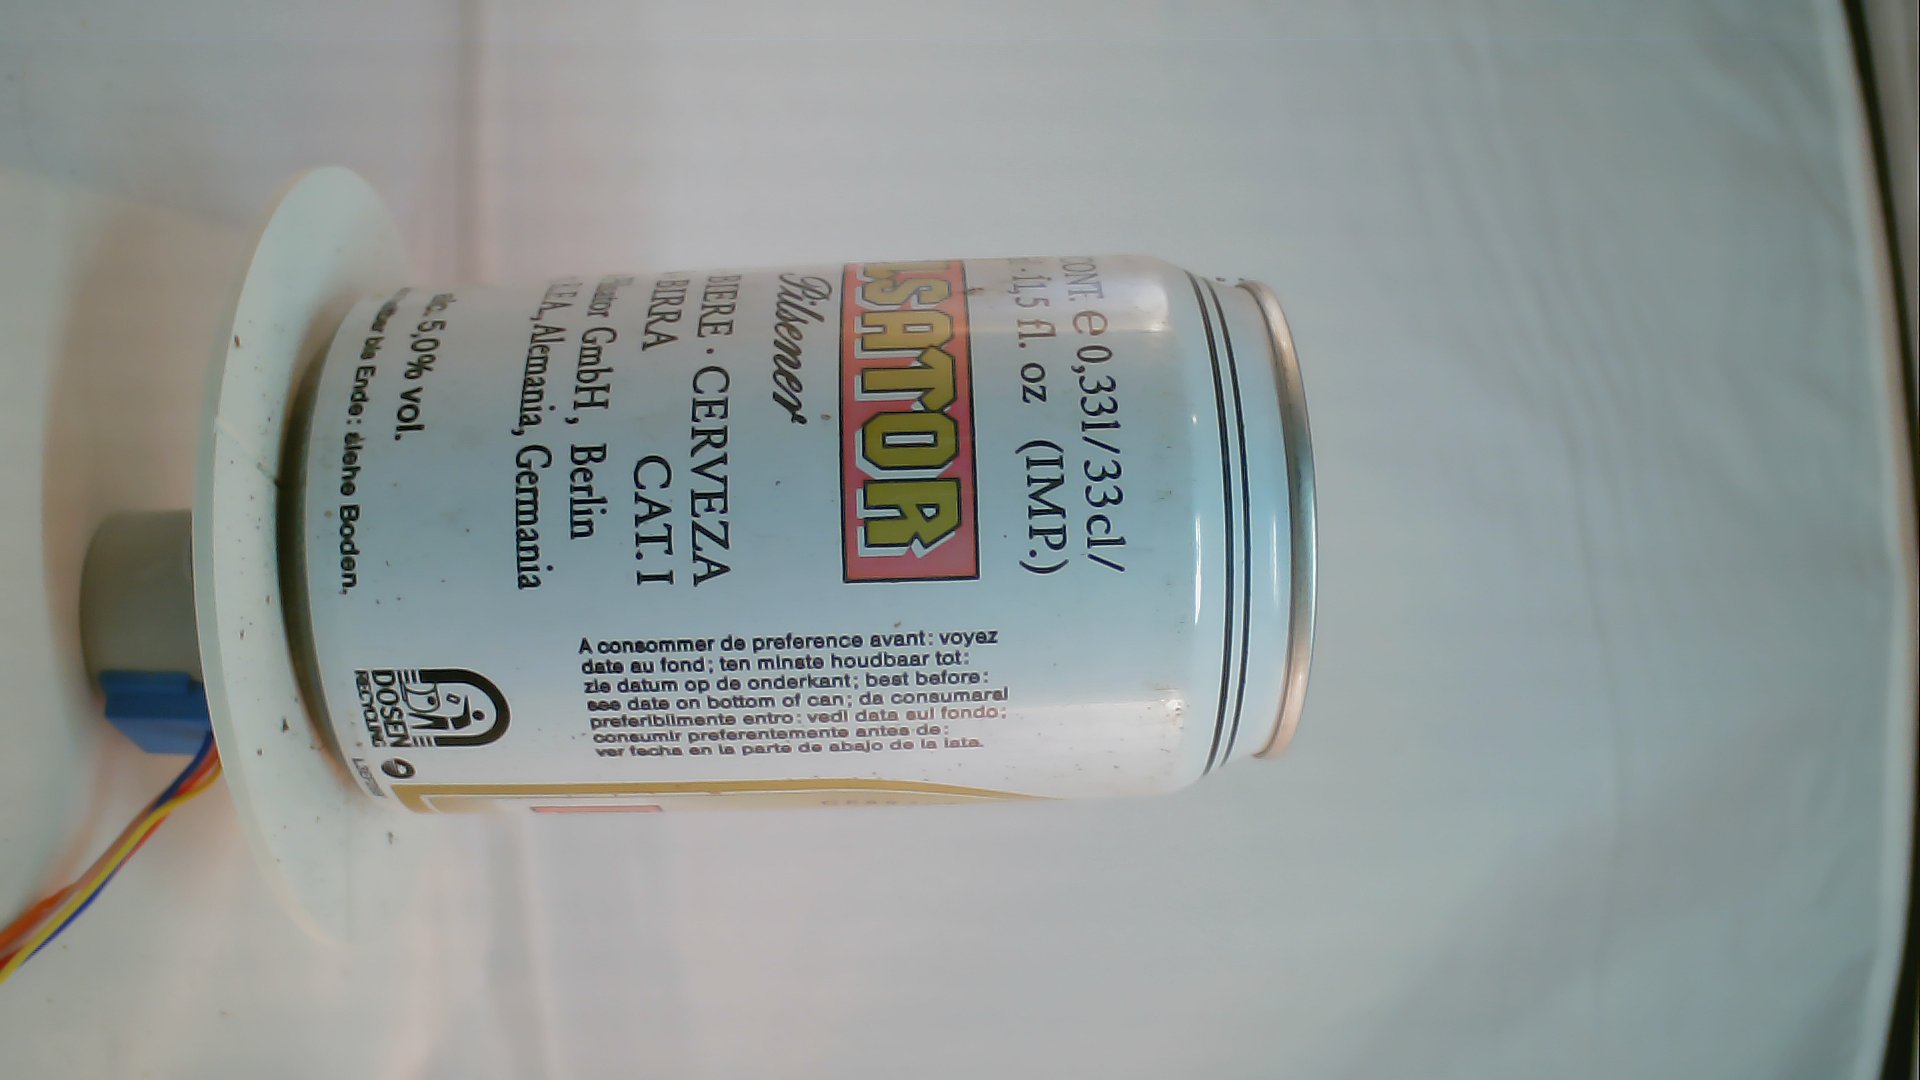 CONT. e 0,33l/33cl/
11,5 fl. oz (IMP.)
SATOR
Pilsener
BIERE · CERVEZA
BIRRA CAT. I
GmbH, Berlin
Alemania, Germania
5,0% vol.
bis Ende: siehe Boden.
A consommer de preference avant: voyez
date au fond; ten minste houdbaar tot:
zie datum op de onderkant; best before:
see date on bottom of can; da consumarsi
preferibilmente entro: vedi data sul fondo;
consumir preferentemente antes de:
ver fecha en la parte de abajo de la lata.
DOSEN
RECYCLING